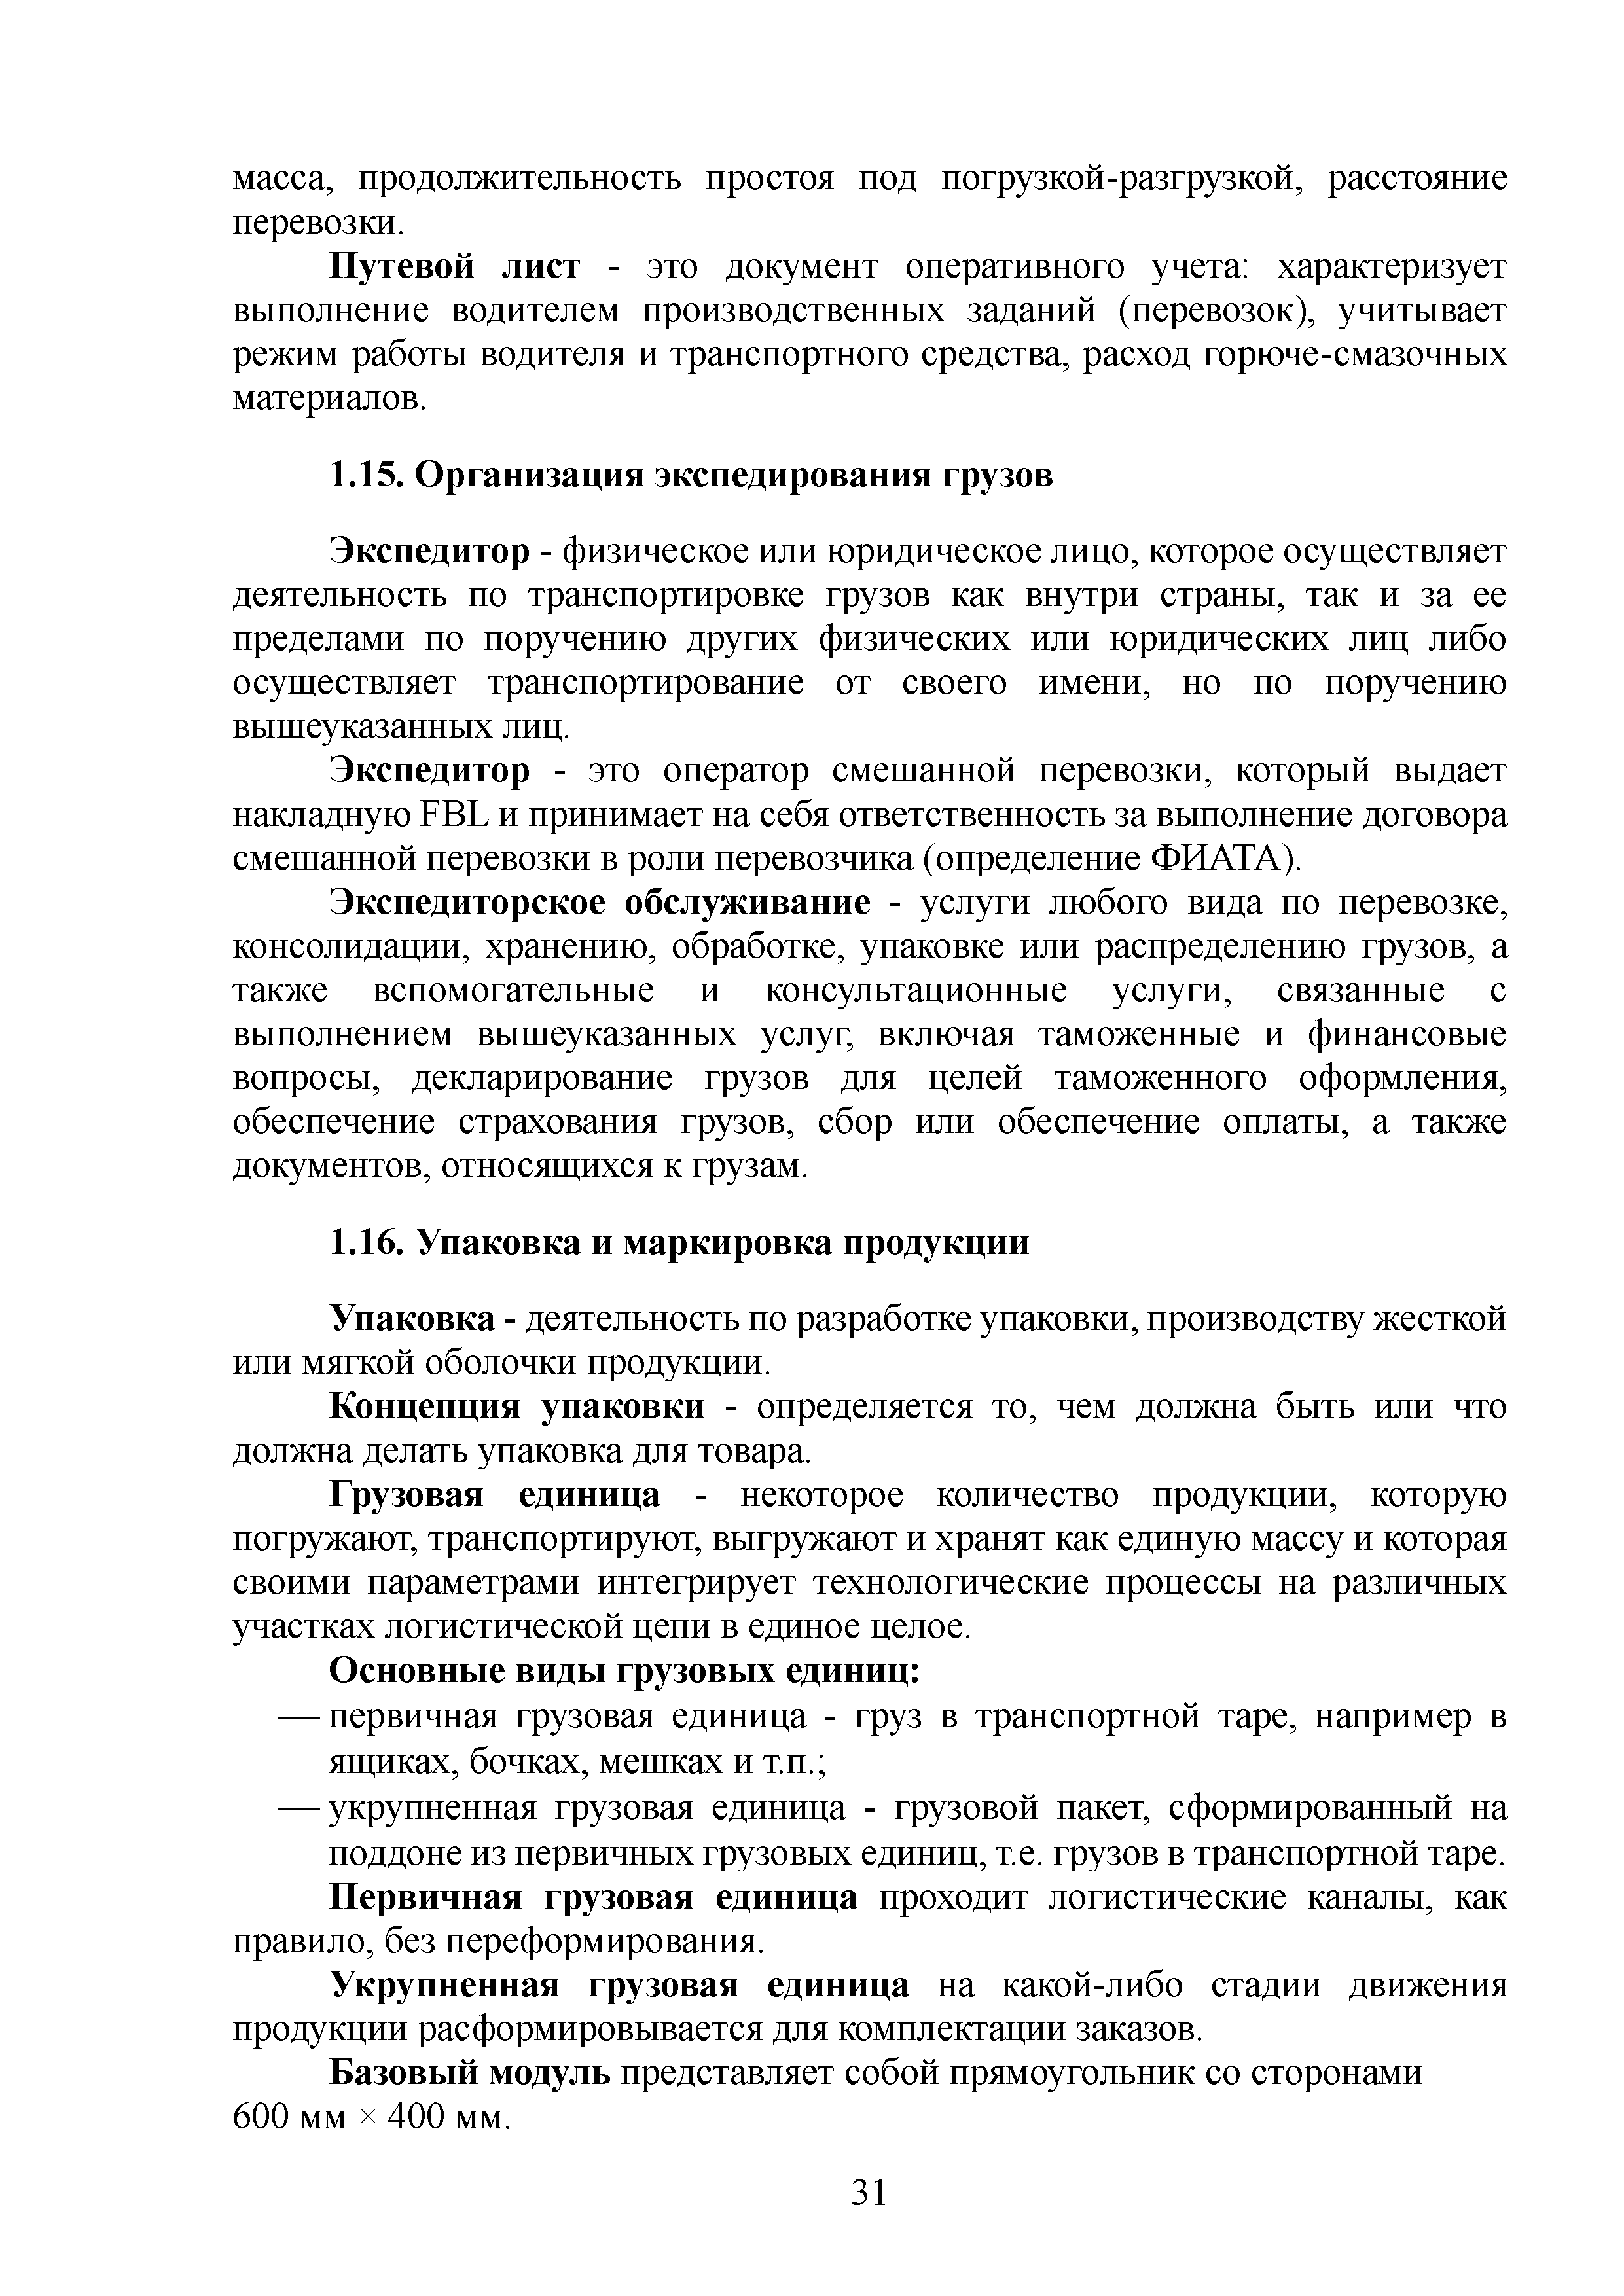 масса, продолжительность простоя под погрузкой-разгрузкой, расстояние
перевозки.
Путевой лист - это документ оперативного учета: характеризует
выполнение водителем производственных заданий (перевозок), учитывает
режим работы водителя и транспортного средства, расход горюче-смазочных
материалов.
1.15. Организация экспедирования грузов
Экспедитор - физическое или юридическое лицо, которое осуществляет
деятельность по транспортировке грузов как внутри страны, так и за ее
пределами по поручению других физических или юридических лиц либо
осуществляет транспортирование от своего имени, но по поручению
вышеуказанных лиц.
Экспедитор - это оператор смешанной перевозки, который выдает
накладную FBL и принимает на себя ответственность за выполнение договора
смешанной перевозки в роли перевозчика (определение ФИАТА).
Экспедиторское обслуживание - услуги любого вида по перевозке,
консолидации, хранению, обработке, упаковке или распределению грузов, а
также вспомогательные и консультационные услуги, связанные с
выполнением вышеуказанных услуг, включая таможенные и финансовые
вопросы, декларирование грузов для целей таможенного оформления,
обеспечение страхования грузов, сбор или обеспечение оплаты, а также
документов, относящихся к грузам.
1.16. Упаковка и маркировка продукции
Упаковка - деятельность по разработке упаковки, производству жесткой
или мягкой оболочки продукции.
Концепция упаковки - определяется то, чем должна быть или что
должна делать упаковка для товара.
Грузовая единица - некоторое количество продукции, которую
погружают, транспортируют, выгружают и хранят как единую массу и которая
своими параметрами интегрирует технологические процессы на различных
участках логистической цепи в единое целое.
Основные виды грузовых единиц:
— первичная грузовая единица - груз в транспортной таре, например в
ящиках, бочках, мешках и т.п.;
— укрупненная грузовая единица - грузовой пакет, сформированный на
поддоне из первичных грузовых единиц, т.е. грузов в транспортной таре.
Первичная грузовая единица проходит логистические каналы, как
правило, без переформирования.
Укрупненная грузовая единица на какой-либо стадии движения
продукции расформировывается для комплектации заказов.
Базовый модуль представляет собой прямоугольник со сторонами
600 мм × 400 мм.
31